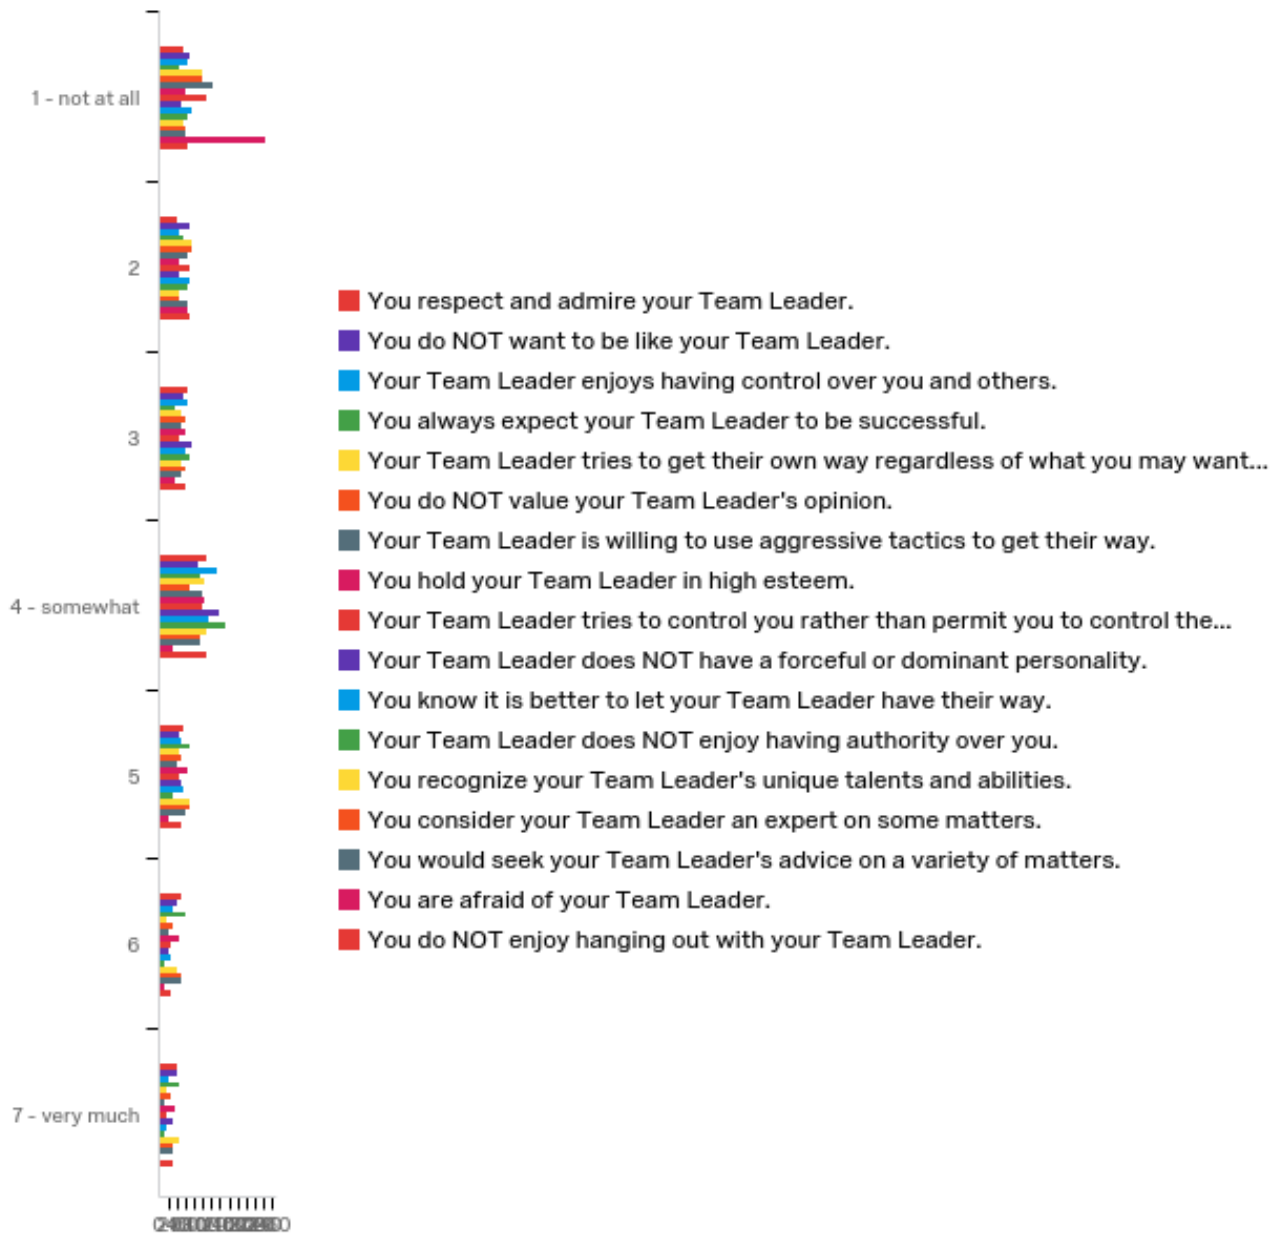 1 - not at all
2
3
4 - somewhat
5
6
7 - very much
You respect and admire your Team Leader.
You do NOT want to be like your Team Leader.
Your Team Leader enjoys having control over you and others.
You always expect your Team Leader to be successful.
Your Team Leader tries to get their own way regardless of what you may want...
You do NOT value your Team Leader's opinion.
Your Team Leader is willing to use aggressive tactics to get their way.
You hold your Team Leader in high esteem.
Your Team Leader tries to control you rather than permit you to control the...
Your Team Leader does NOT have a forceful or dominant personality.
You know it is better to let your Team Leader have their way.
Your Team Leader does NOT enjoy having authority over you.
You recognize your Team Leader's unique talents and abilities.
You consider your Team Leader an expert on some matters.
You would seek your Team Leader's advice on a variety of matters.
You are afraid of your Team Leader.
You do NOT enjoy hanging out with your Team Leader.